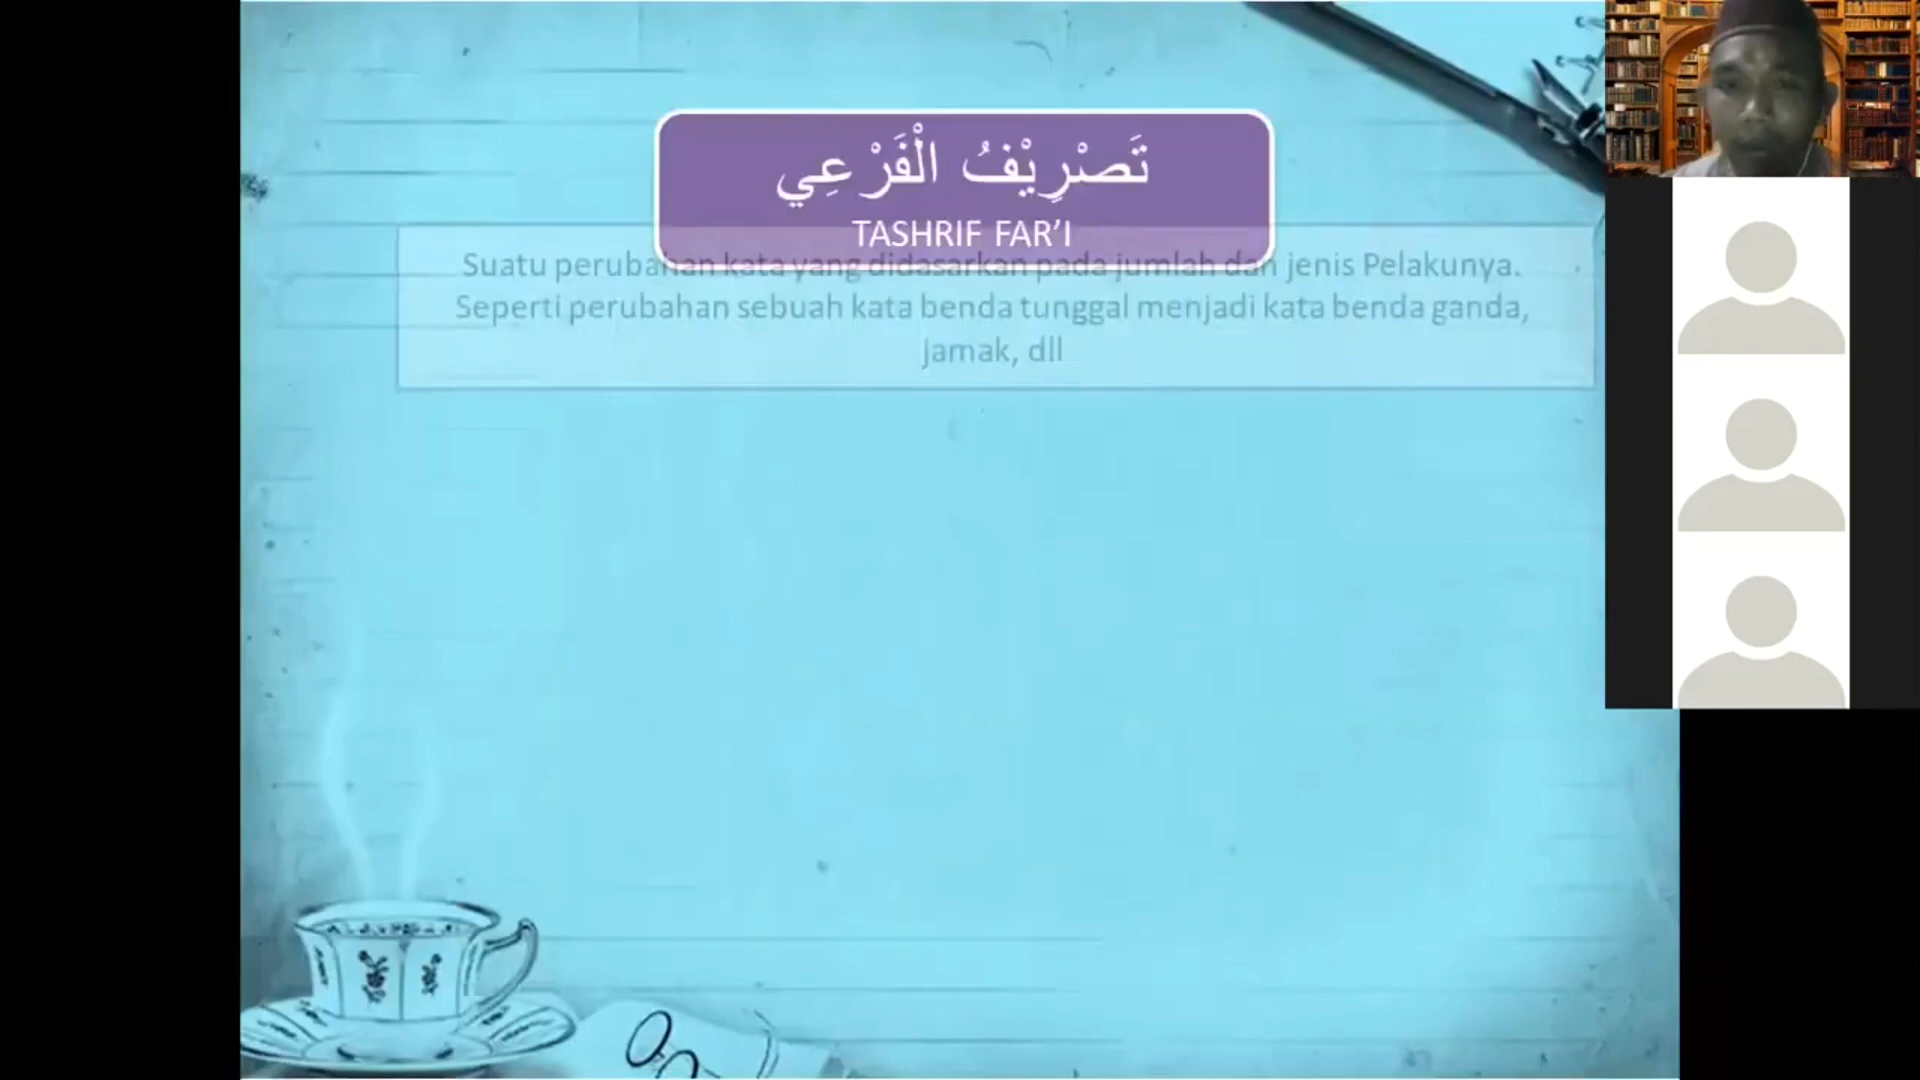 تَصْرِيْفُ الْفَرْعِي
TASHRIF FAR’I
Suatu perubahan kata yang didasarkan pada jumlah dan jenis Pelakunya.
Seperti perubahan sebuah kata benda tunggal menjadi kata benda ganda,
jamak, dll